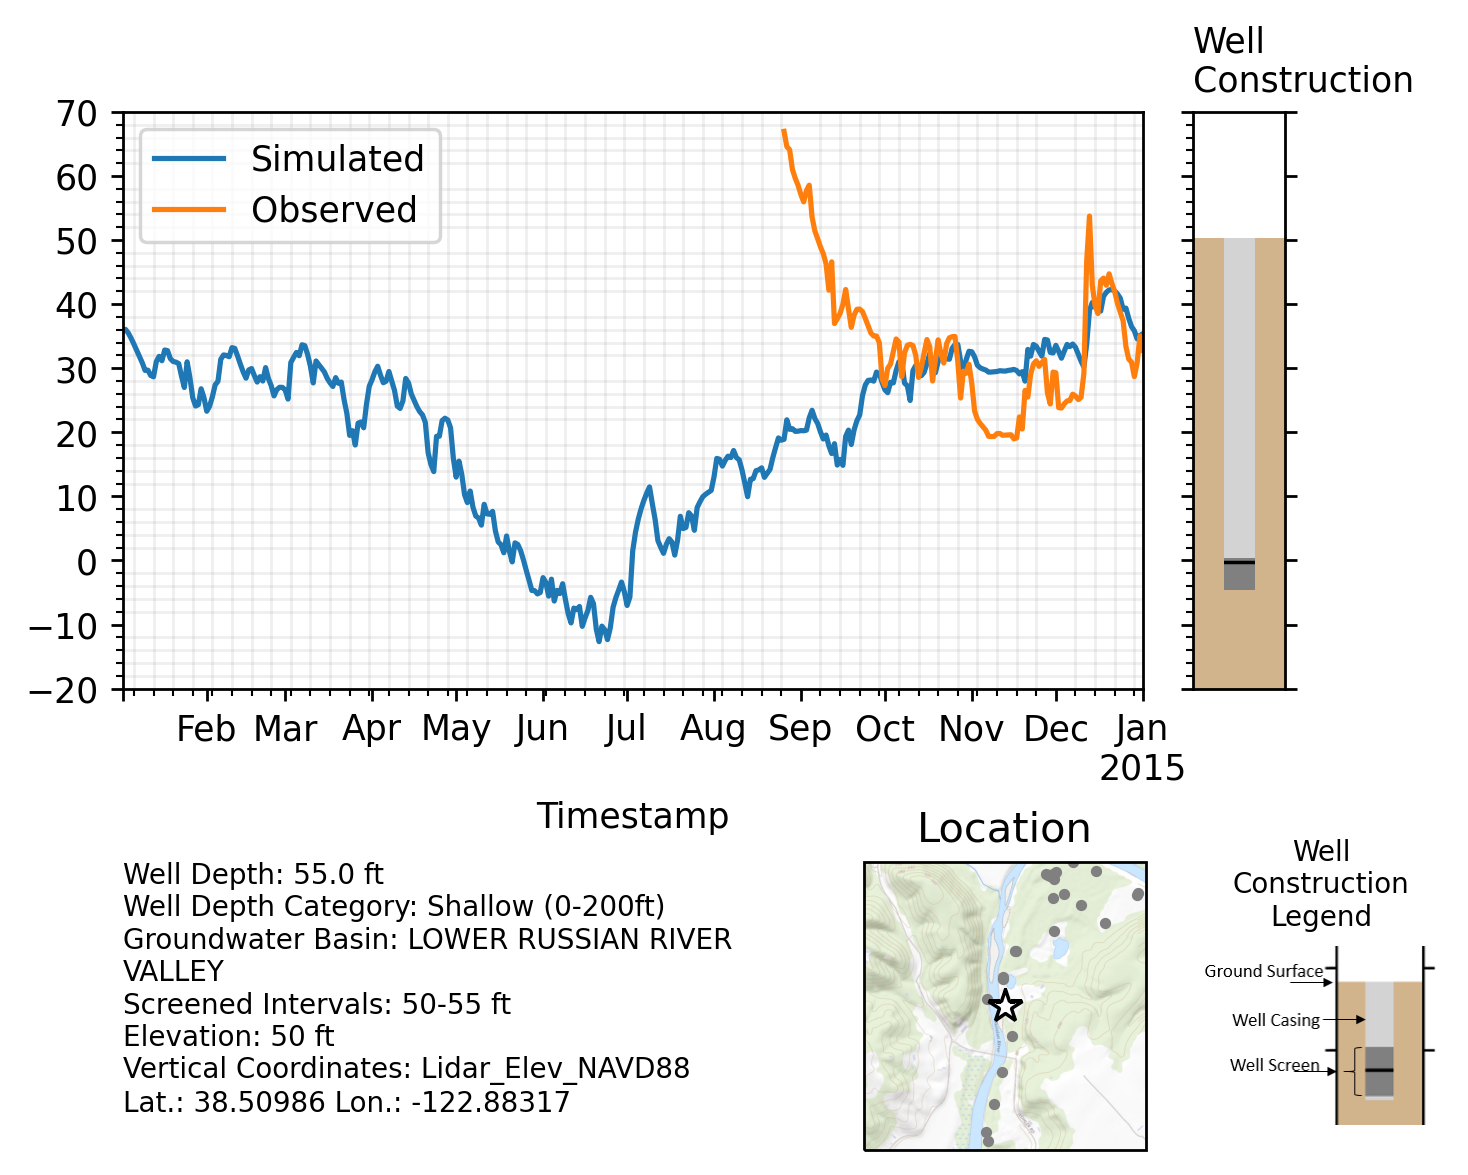 Well
Construction
70
60
50
40
30
20
10
0
−10
−20
Simulated
Observed
Feb Mar Apr May Jun Jul Aug Sep Oct Nov Dec Jan
2015
Timestamp
Well Depth: 55.0 ft
Well Depth Category: Shallow (0-200ft)
Groundwater Basin: LOWER RUSSIAN RIVER
VALLEY
Screened Intervals: 50-55 ft
Elevation: 50 ft
Vertical Coordinates: Lidar_Elev_NAVD88
Lat.: 38.50986 Lon.: -122.88317
Location
Well
Construction
Legend
Ground Surface
Well Casing
Well Screen